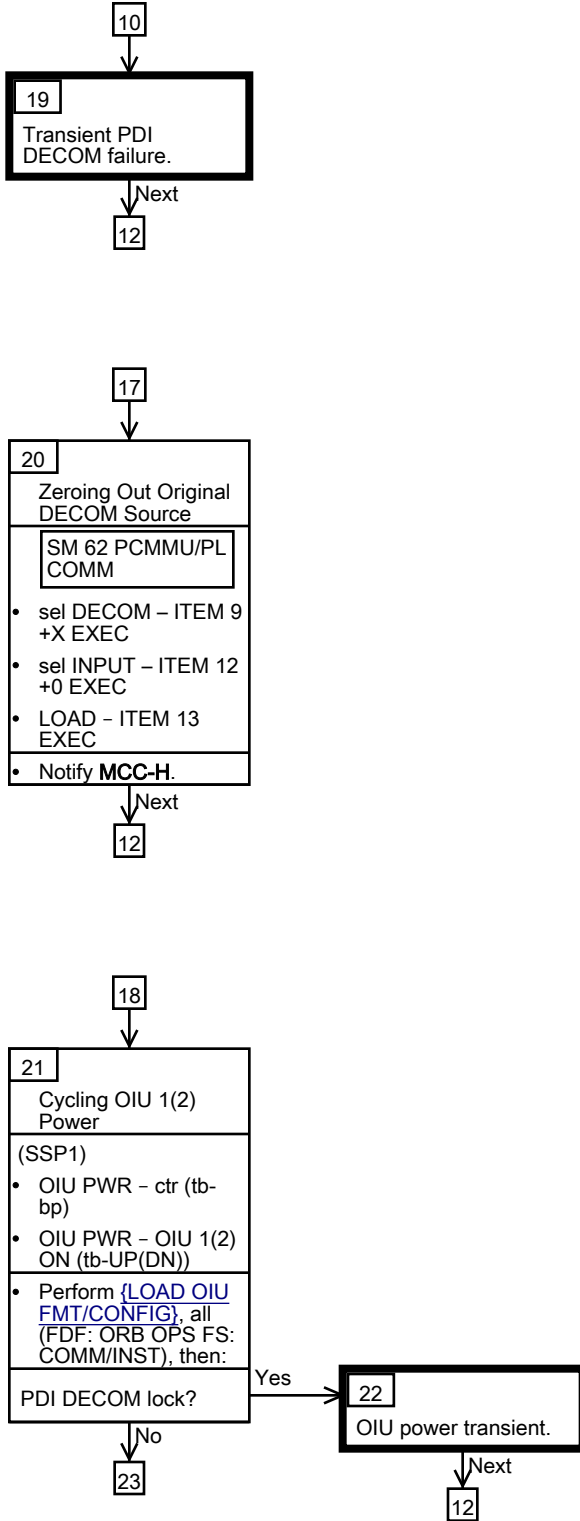 10
19
Transient PDI
DECOM failure.
Next
12
17
20
Zeroing Out Original
DECOM Source
SM 62 PCMMU/PL
COMM
• sel DECOM – ITEM 9
+X EXEC
• sel INPUT – ITEM 12
+0 EXEC
• LOAD – ITEM 13
EXEC
• Notify MCC-H.
Next
12
18
21
Cycling OIU 1(2)
Power
(SSP1)
• OIU PWR – ctr (tb-
bp)
• OIU PWR – OIU 1(2)
ON (tb-UP(DN))
• Perform {LOAD OIU
FMT/CONFIG}, all
(FDF: ORB OPS FS:
COMM/INST), then:
PDI DECOM lock?
Yes
No
23
22
OIU power transient.
Next
12